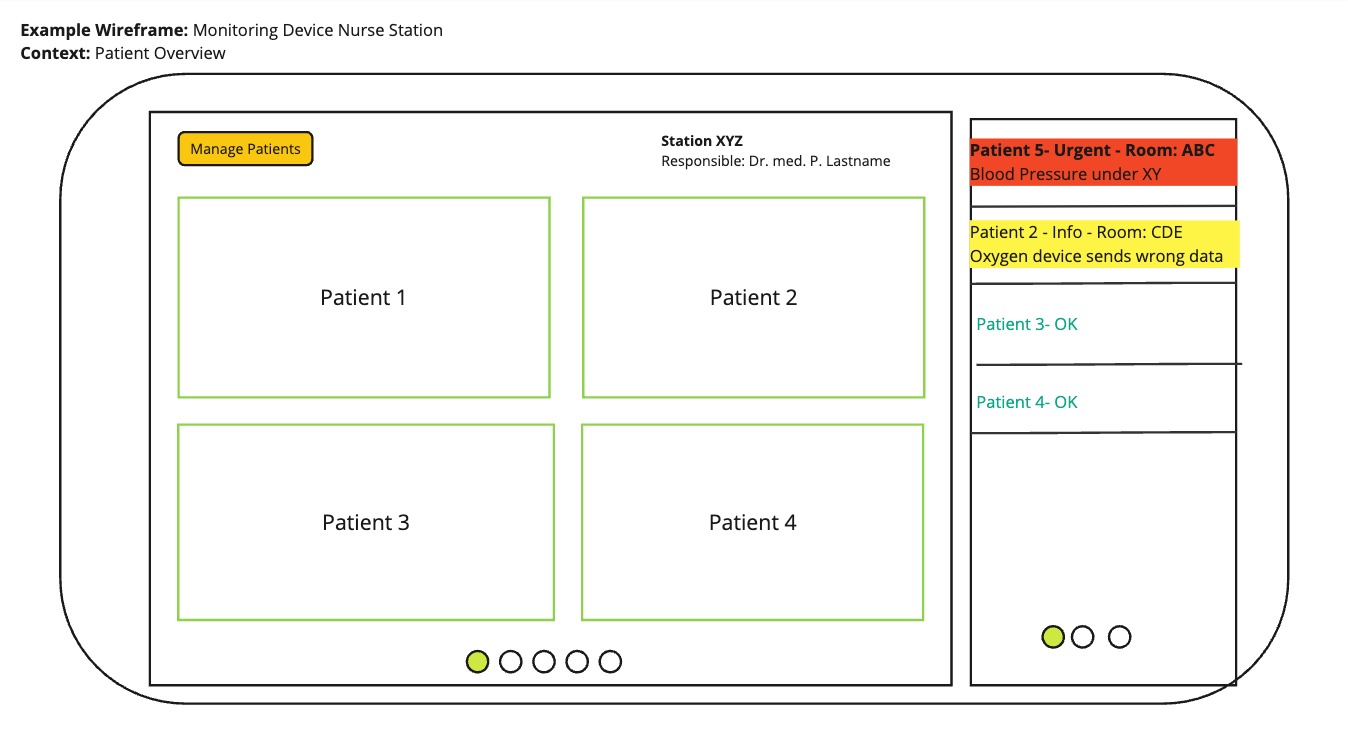 Example Wireframe: Monitoring Device Nurse Station
Context: Patient Overview
Manage Patients
Station XYZ
Responsible: Dr. med. P. Lastname
Patient 1
Patient 2
Patient 3
Patient 4
Patient 5- Urgent - Room: ABC
Blood Pressure under XY
Patient 2 - Info - Room: CDE
Oxygen device sends wrong data
Patient 3- OK
Patient 4- OK